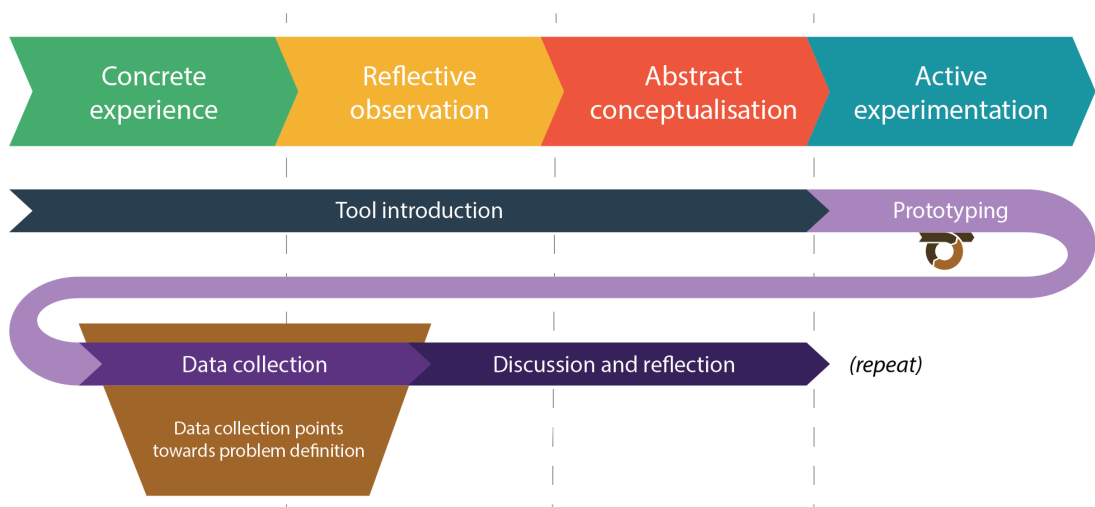 Concrete
experience
Reflective
observation
Abstract
conceptualisation
Active
experimentation
Tool introduction
Prototyping
Data collection
Discussion and reflection
(repeat)
Data collection points
towards problem definition